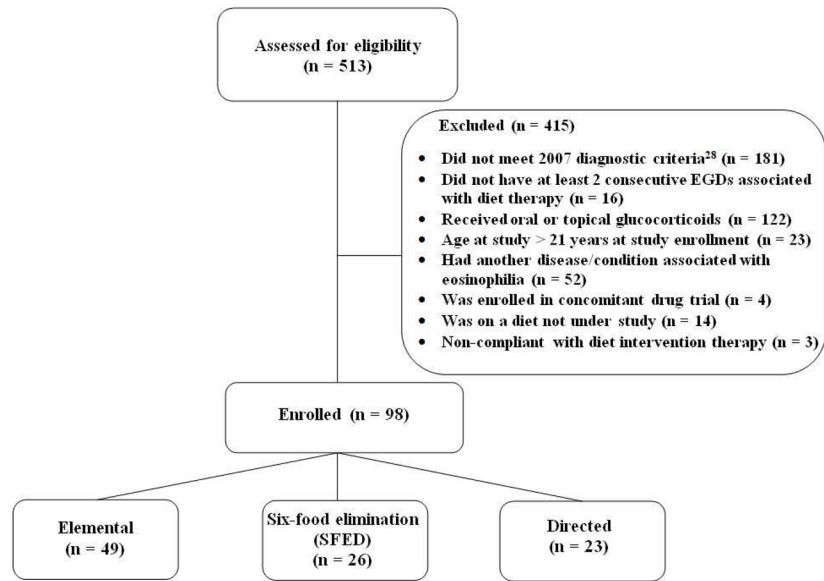 Assessed for eligibility
(n = 513)
Excluded (n = 415)
• Did not meet 2007 diagnostic criteria²⁸ (n = 181)
• Did not have at least 2 consecutive EGDs associated
with diet therapy (n = 16)
• Received oral or topical glucocorticoids (n = 122)
• Age at study > 21 years at study enrollment (n = 23)
• Had another disease/condition associated with
eosinophilia (n = 52)
• Was enrolled in concomitant drug trial (n = 4)
• Was on a diet not under study (n = 14)
• Non-compliant with diet intervention therapy (n = 3)
Enrolled (n = 98)
Elemental
(n = 49)
Six-food elimination
(SFED)
(n = 26)
Directed
(n = 23)